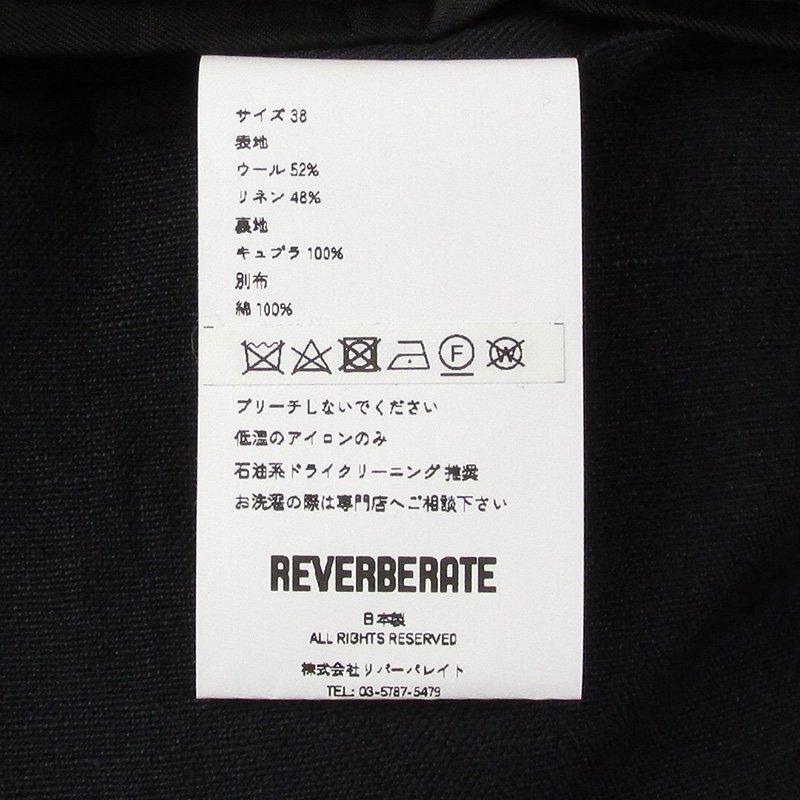 サイズ 38
表地
ウール 52%
リネン 48%
裏地
キュプラ 100%
別布
綿 100%
F W
ブリーチしないでください
低温のアイロンのみ
石油系ドライクリーニング推奨
お洗濯の際は専門店へご相談下さい
REVERBERATE
日本製
ALL RIGHTS RESERVED
株式会社リバーバレイト
TEL: 03-5787-5479